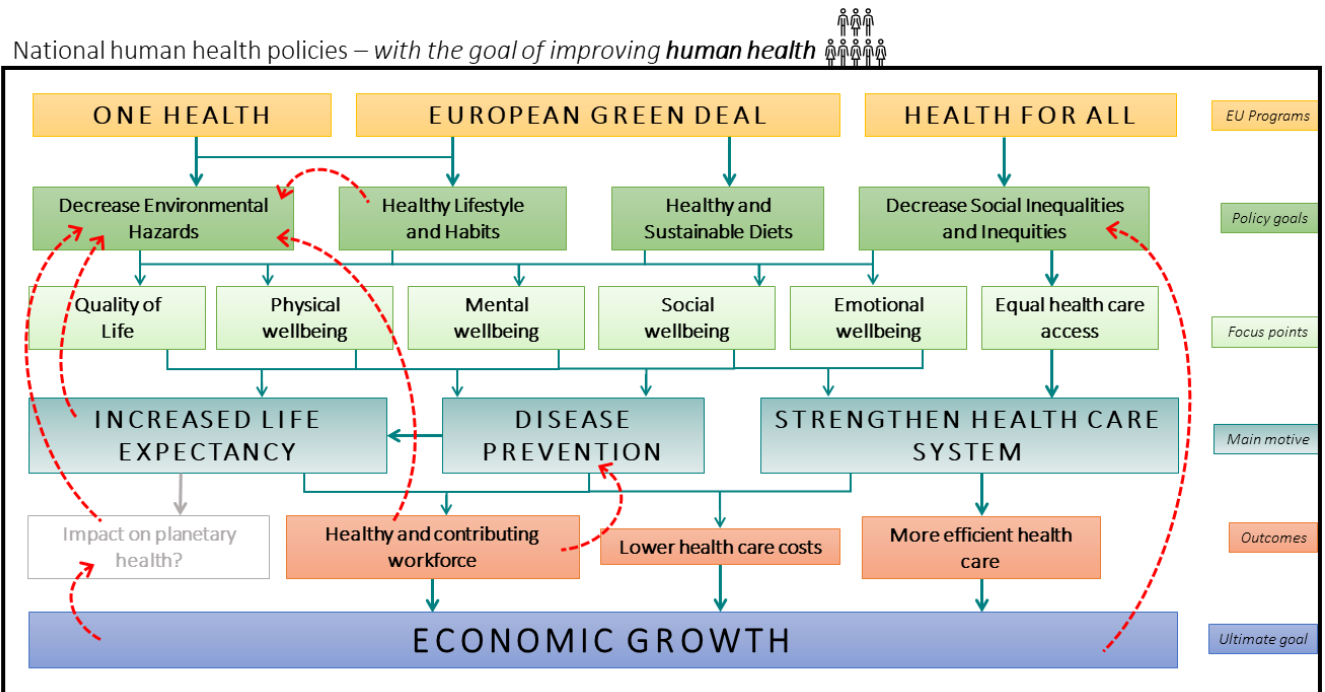 National human health policies – with the goal of improving human health
ONE HEALTH
EUROPEAN GREEN DEAL
HEALTH FOR ALL
EU Programs
Decrease Environmental
Hazards
Healthy Lifestyle
and Habits
Healthy and
Sustainable Diets
Decrease Social Inequalities
and Inequities
Policy goals
Quality of
Life
Physical
wellbeing
Mental
wellbeing
Social
wellbeing
Emotional
wellbeing
Equal health care
access
Focus points
INCREASED LIFE
EXPECTANCY
DISEASE
PREVENTION
STRENGTHEN HEALTH CARE
SYSTEM
Main motive
Impact on planetary
health?
Healthy and contributing
workforce
Lower health care costs
More efficient health
care
Outcomes
ECONOMIC GROWTH
Ultimate goal